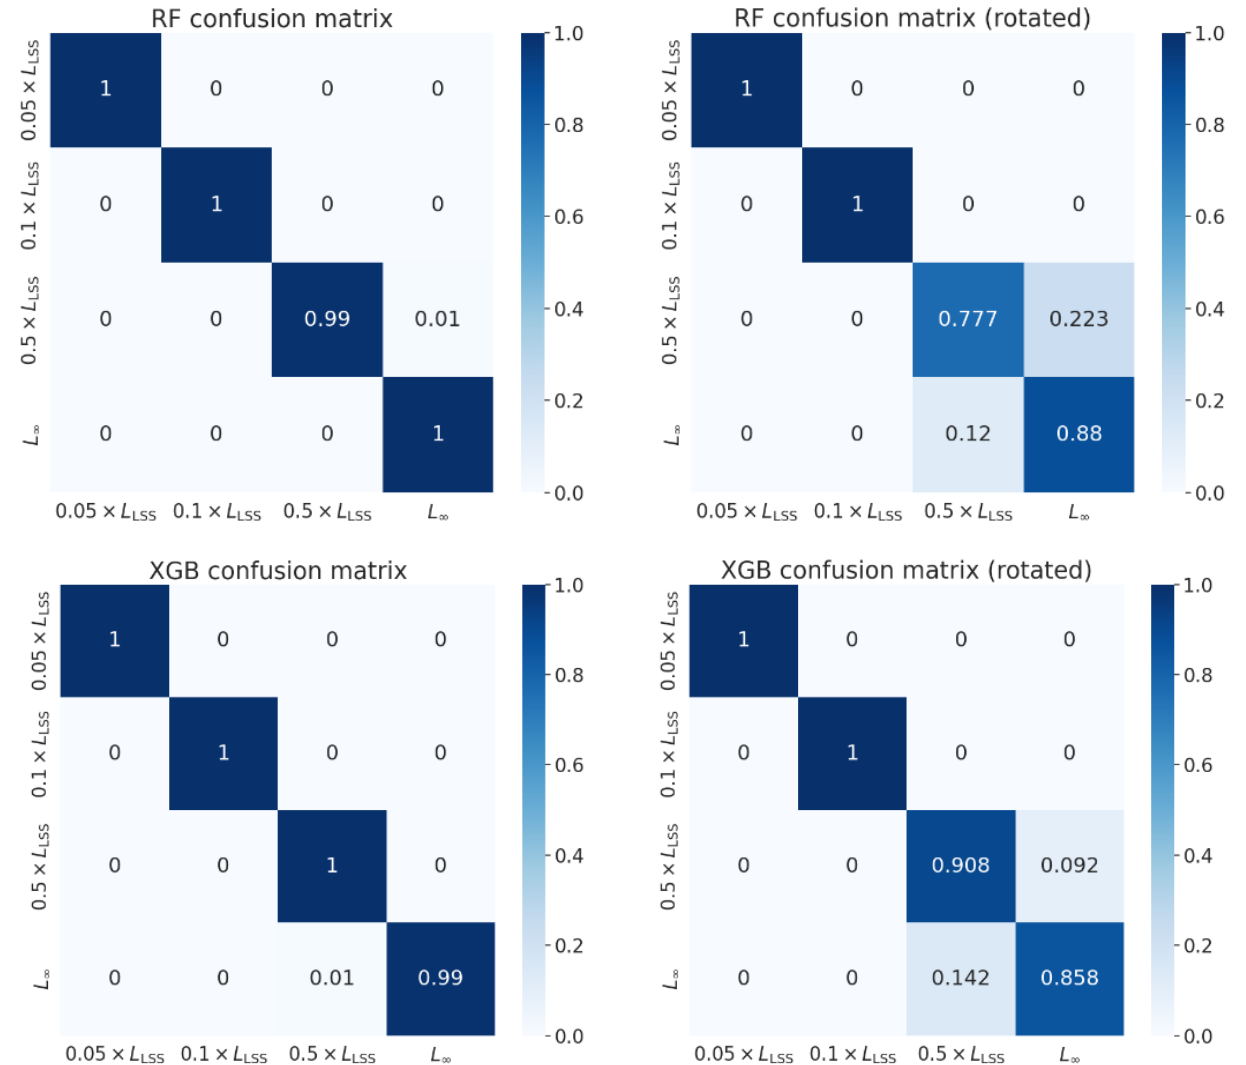 RF confusion matrix
0.05 × L_LSS 1 0 0 0
0.1 × L_LSS 0 1 0 0
0.5 × L_LSS 0 0 0.99 0.01
L_∞ 0 0 0 1
0.05 × L_LSS 0.1 × L_LSS 0.5 × L_LSS L_∞
1.0
0.8
0.6
0.4
0.2
0.0
RF confusion matrix (rotated)
0.05 × L_LSS 1 0 0 0
0.1 × L_LSS 0 1 0 0
0.5 × L_LSS 0 0 0.777 0.223
L_∞ 0 0 0.12 0.88
0.05 × L_LSS 0.1 × L_LSS 0.5 × L_LSS L_∞
1.0
0.8
0.6
0.4
0.2
0.0
XGB confusion matrix
0.05 × L_LSS 1 0 0 0
0.1 × L_LSS 0 1 0 0
0.5 × L_LSS 0 0 1 0
L_∞ 0 0 0.01 0.99
0.05 × L_LSS 0.1 × L_LSS 0.5 × L_LSS L_∞
1.0
0.8
0.6
0.4
0.2
0.0
XGB confusion matrix (rotated)
0.05 × L_LSS 1 0 0 0
0.1 × L_LSS 0 1 0 0
0.5 × L_LSS 0 0 0.908 0.092
L_∞ 0 0 0.142 0.858
0.05 × L_LSS 0.1 × L_LSS 0.5 × L_LSS L_∞
1.0
0.8
0.6
0.4
0.2
0.0